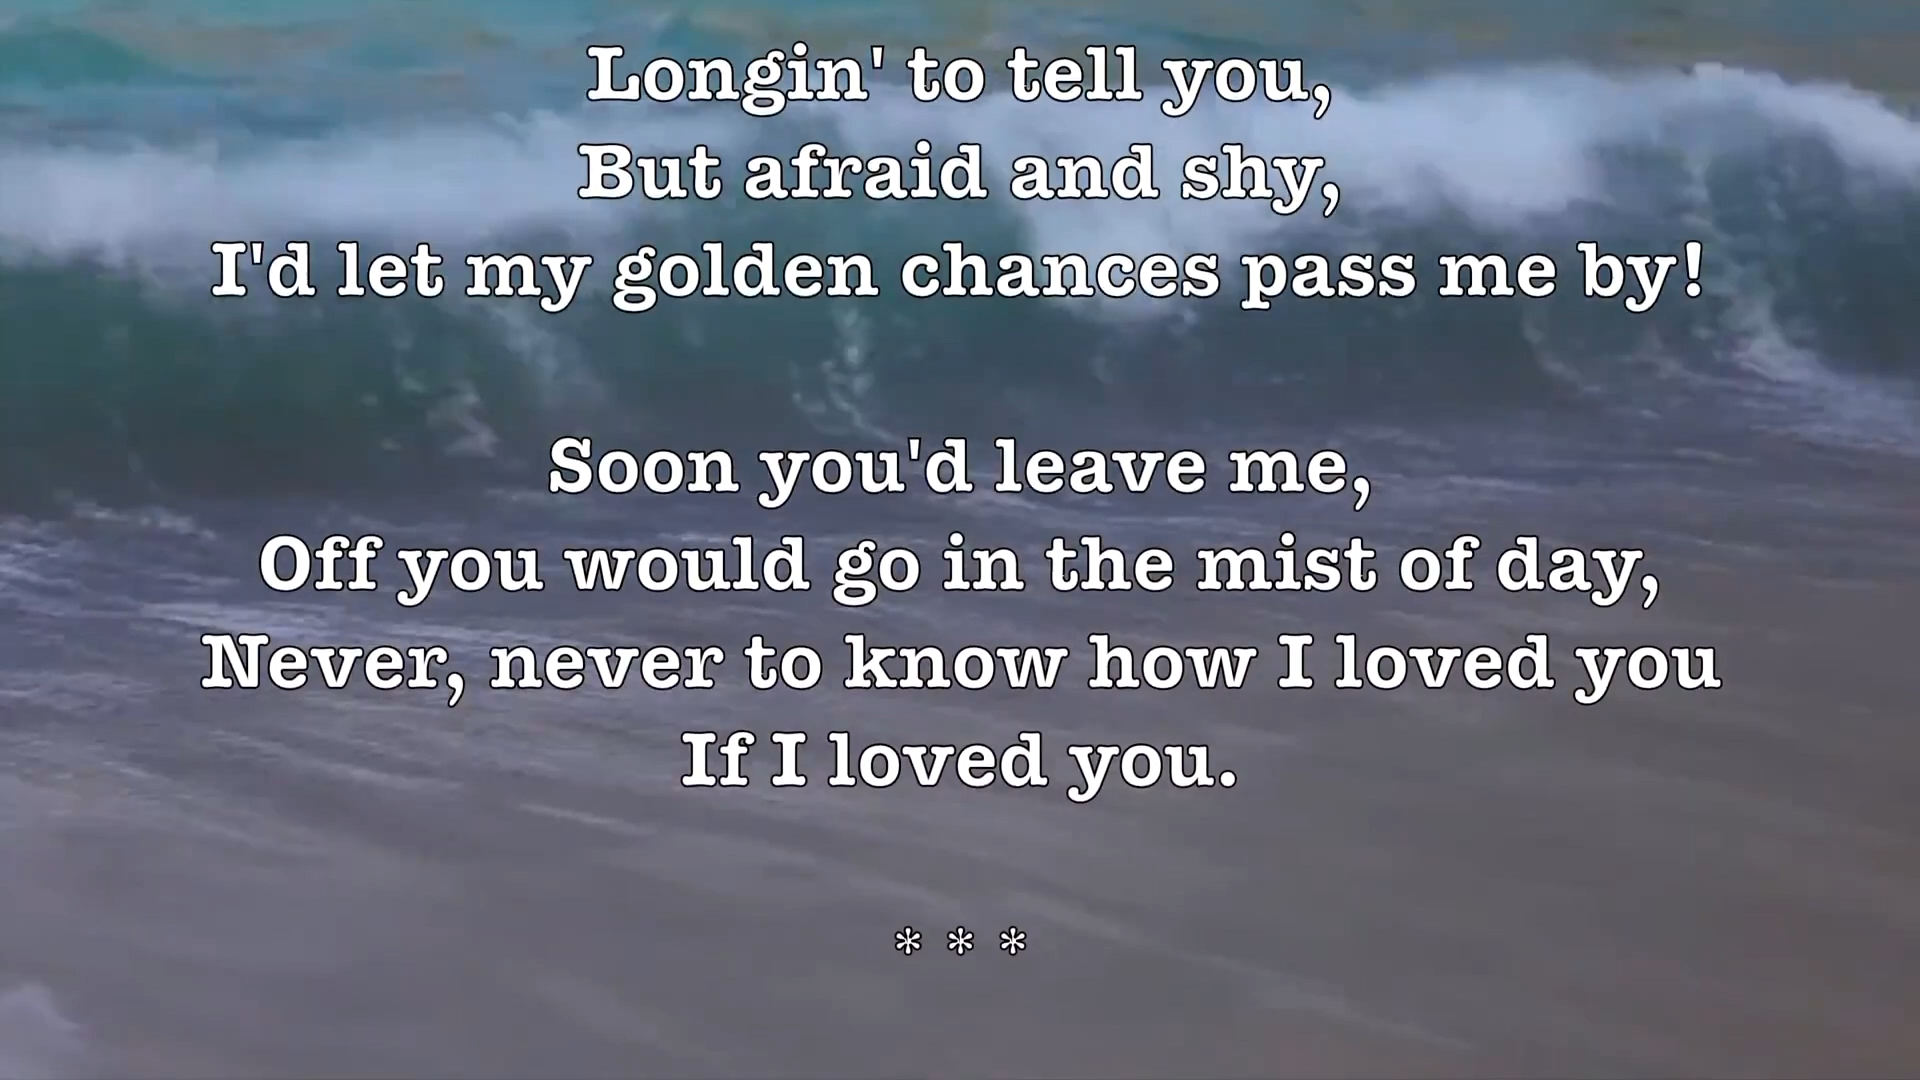 Longin' to tell you,
But afraid and shy,
I'd let my golden chances pass me by!
Soon you'd leave me,
Off you would go in the mist of day,
Never, never to know how I loved you
If I loved you.
* * *